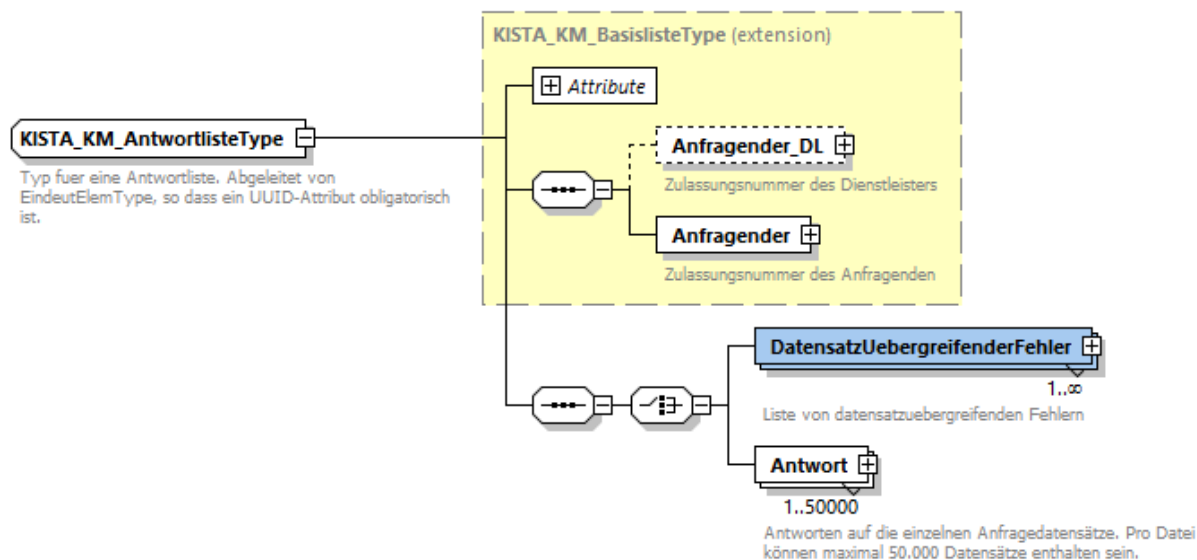 KISTA_KM_BasislisteType (extension)
Attribute
KISTA_KM_AntwortlisteType
Typ fuer eine Antwortliste. Abgeleitet von
EindeutElemType, so dass ein UUID-Attribut obligatorisch
ist.
Anfragender_DL
Zulassungsnummer des Dienstleisters
Anfragender
Zulassungsnummer des Anfragenden
DatensatzUebergreifenderFehler
1..∞
Liste von datensatzuebergreifenden Fehlern
Antwort
1..50000
Antworten auf die einzelnen Anfragedatensätze. Pro Datei
können maximal 50.000 Datensätze enthalten sein.